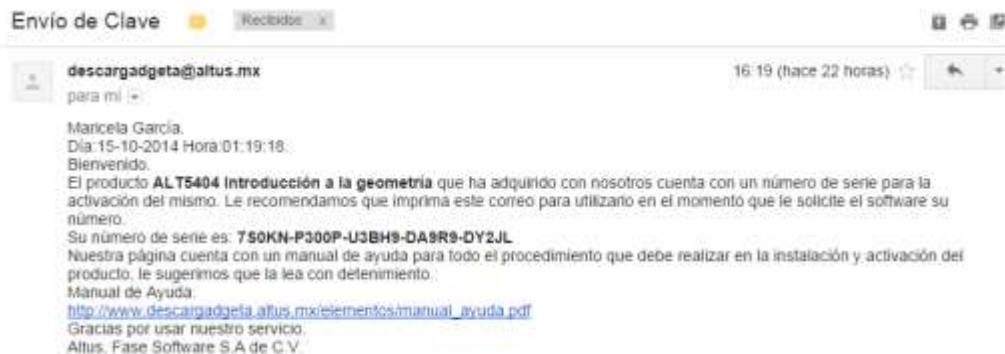 Envío de Clave
Recibidos x
descargadgeta@altus.mx
16:19 (hace 22 horas)
para mí
Maricela García.
Día:15-10-2014 Hora:01:19:18.
Bienvenido.
El producto ALT5404 Introducción a la geometría que ha adquirido con nosotros cuenta con un número de serie para la
activación del mismo. Le recomendamos que imprima este correo para utilizarlo en el momento que le solicite el software su
número.
Su número de serie es: 7S0KN-P300P-U3BH9-DA9R9-DY2JL
Nuestra página cuenta con un manual de ayuda para todo el procedimiento que debe realizar en la instalación y activación del
producto, le sugerimos que la lea con detenimiento.
Manual de Ayuda:
http://www.descargadgeta.altus.mx/elementos/manual_ayuda.pdf
Gracias por usar nuestro servicio.
Altus, Fase Software S.A de C.V.